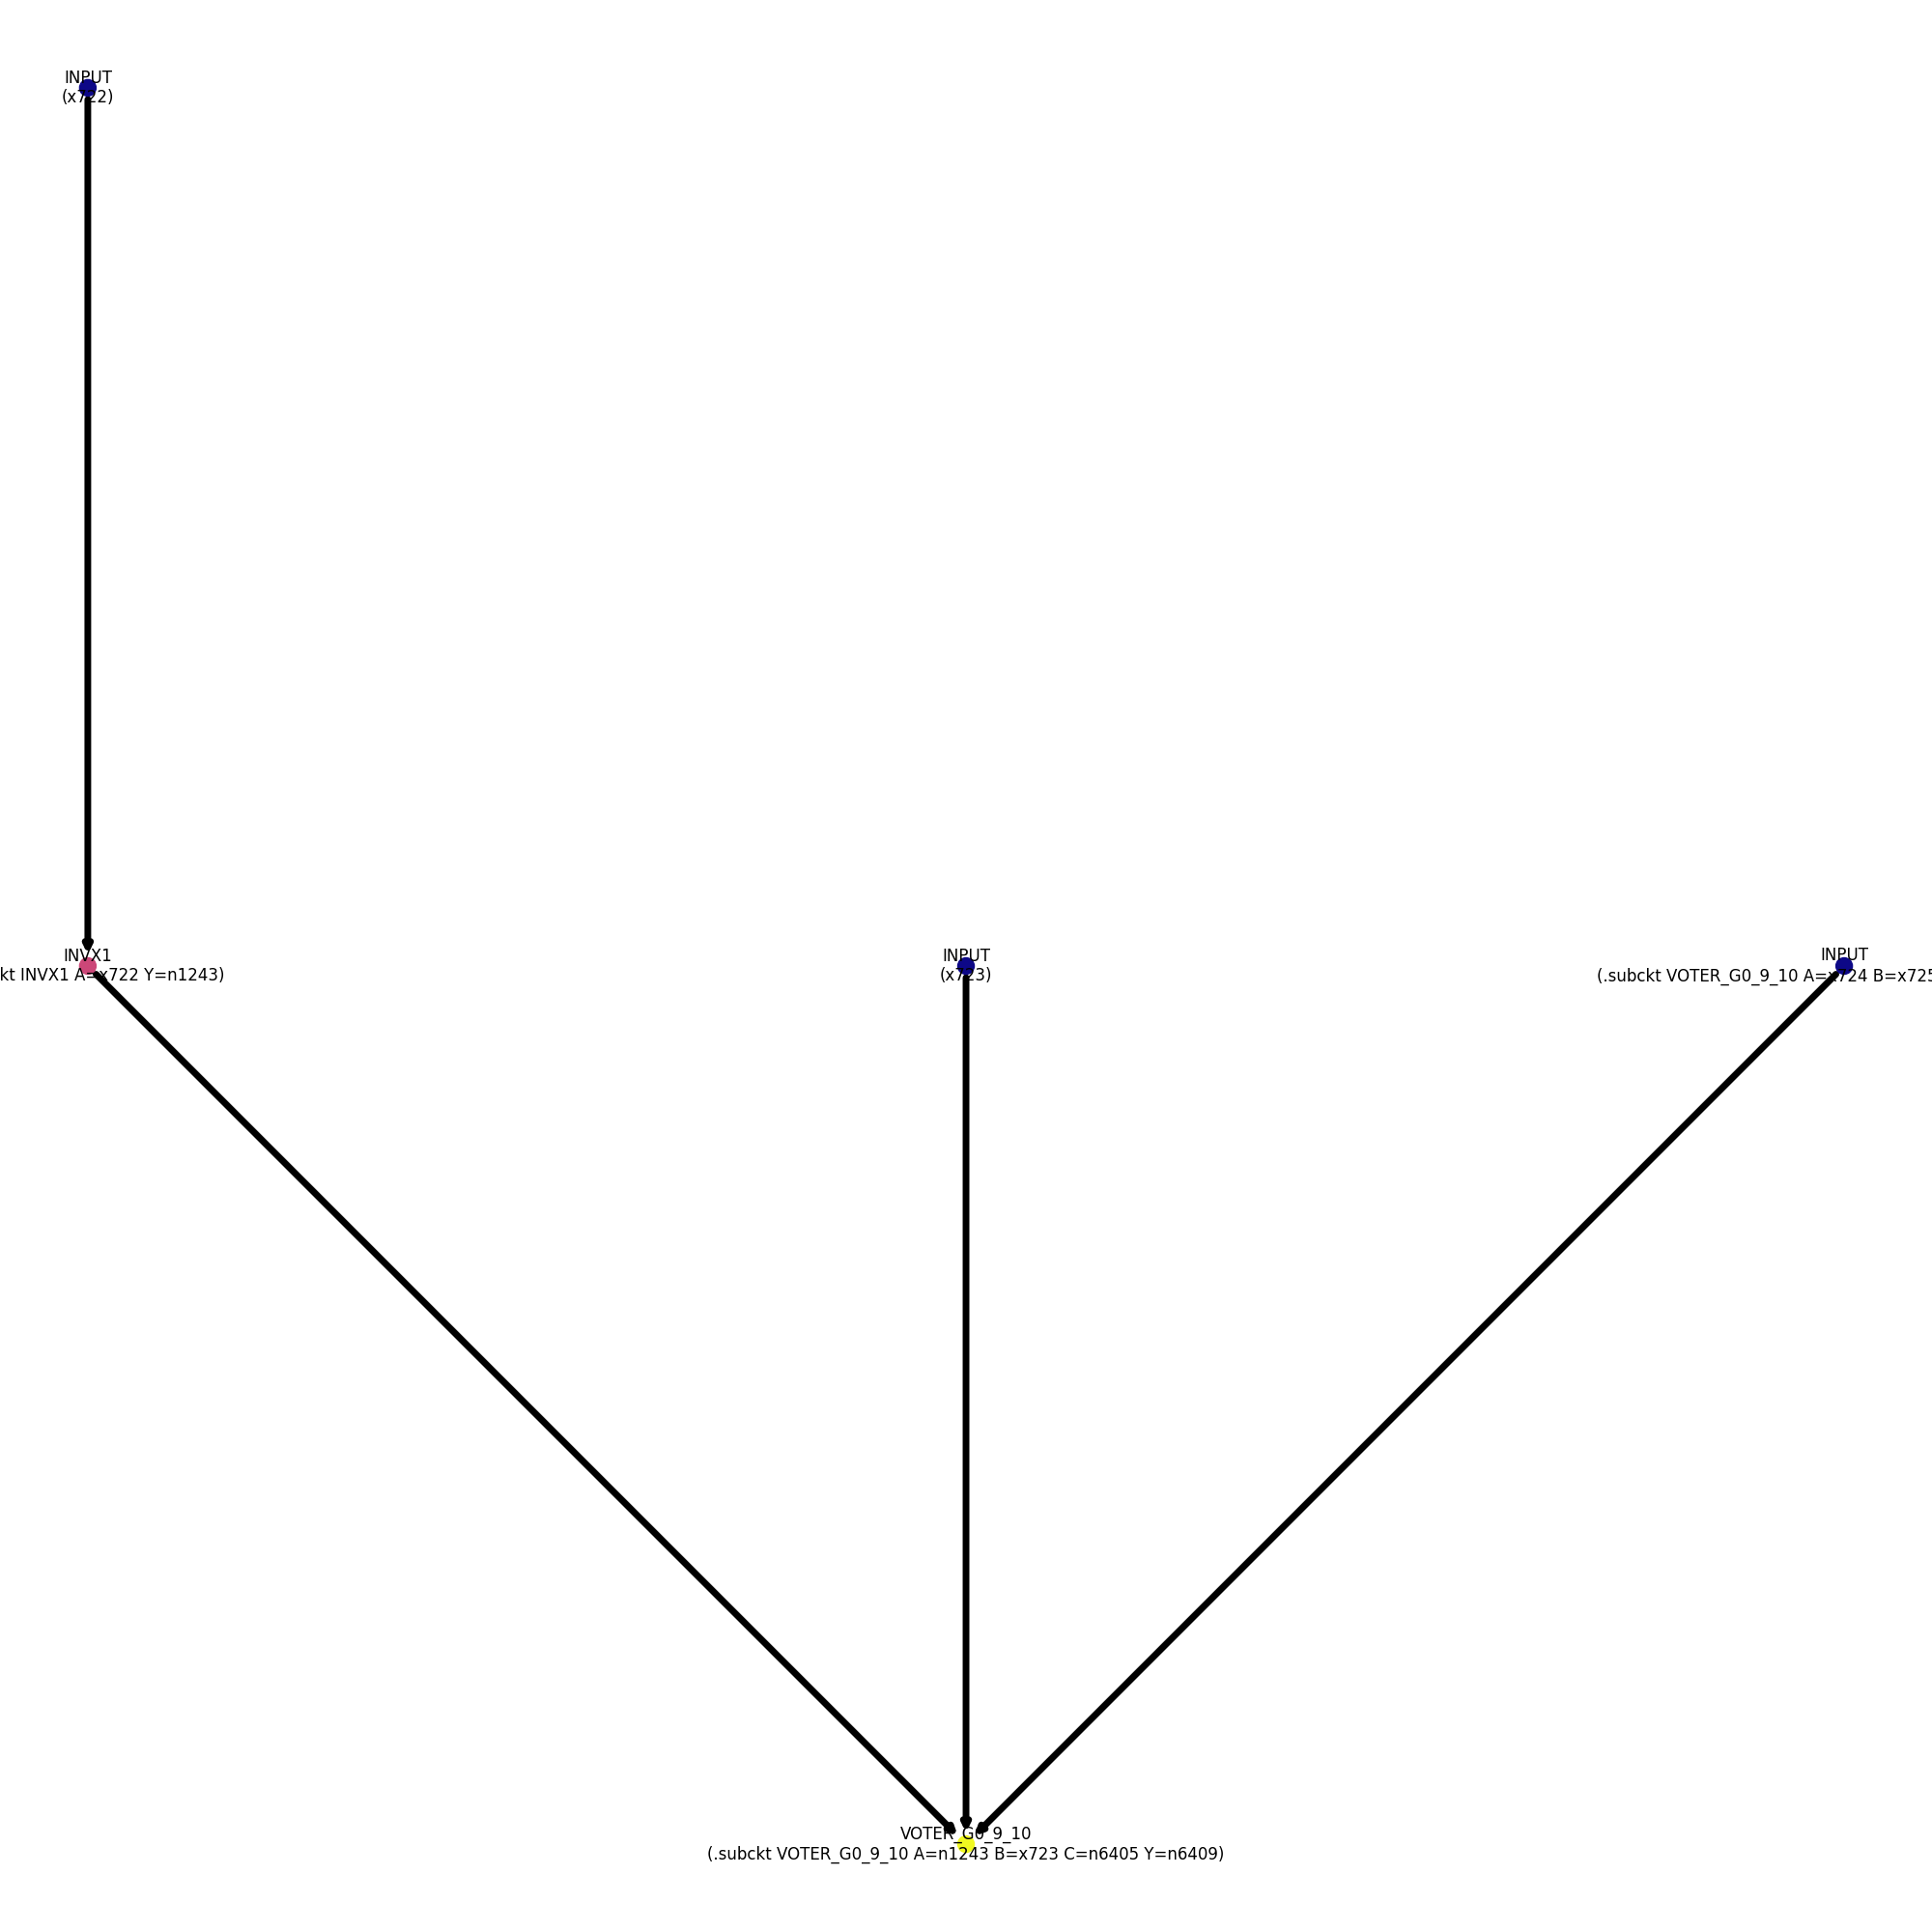 INPUT
(x722)
INVX1
kt INVX1 A=x722 Y=n1243)
INPUT
(x723)
INPUT
(.subckt VOTER_G0_9_10 A=x724 B=x725
VOTER_G0_9_10
(.subckt VOTER_G0_9_10 A=n1243 B=x723 C=n6405 Y=n6409)